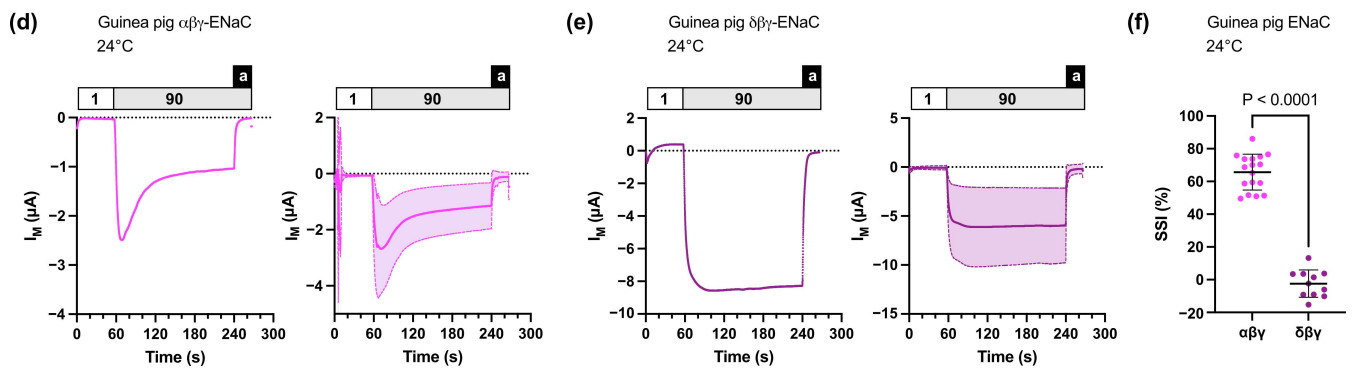 (d)
Guinea pig αβγ-ENaC
24°C
a
1
90
0
−1
−2
−3
−4
I_M (µA)
0
60
120
180
240
300
Time (s)
a
1
90
2
0
−2
−4
I_M (µA)
0
60
120
180
240
300
Time (s)
(e)
Guinea pig δβγ-ENaC
24°C
a
1
90
2
0
−2
−4
−6
−8
−10
I_M (µA)
0
60
120
180
240
300
Time (s)
a
1
90
5
0
−5
−10
−15
I_M (µA)
0
60
120
180
240
300
Time (s)
(f)
Guinea pig ENaC
24°C
P < 0.0001
100
80
60
40
20
0
−20
SSI (%)
αβγ
δβγ